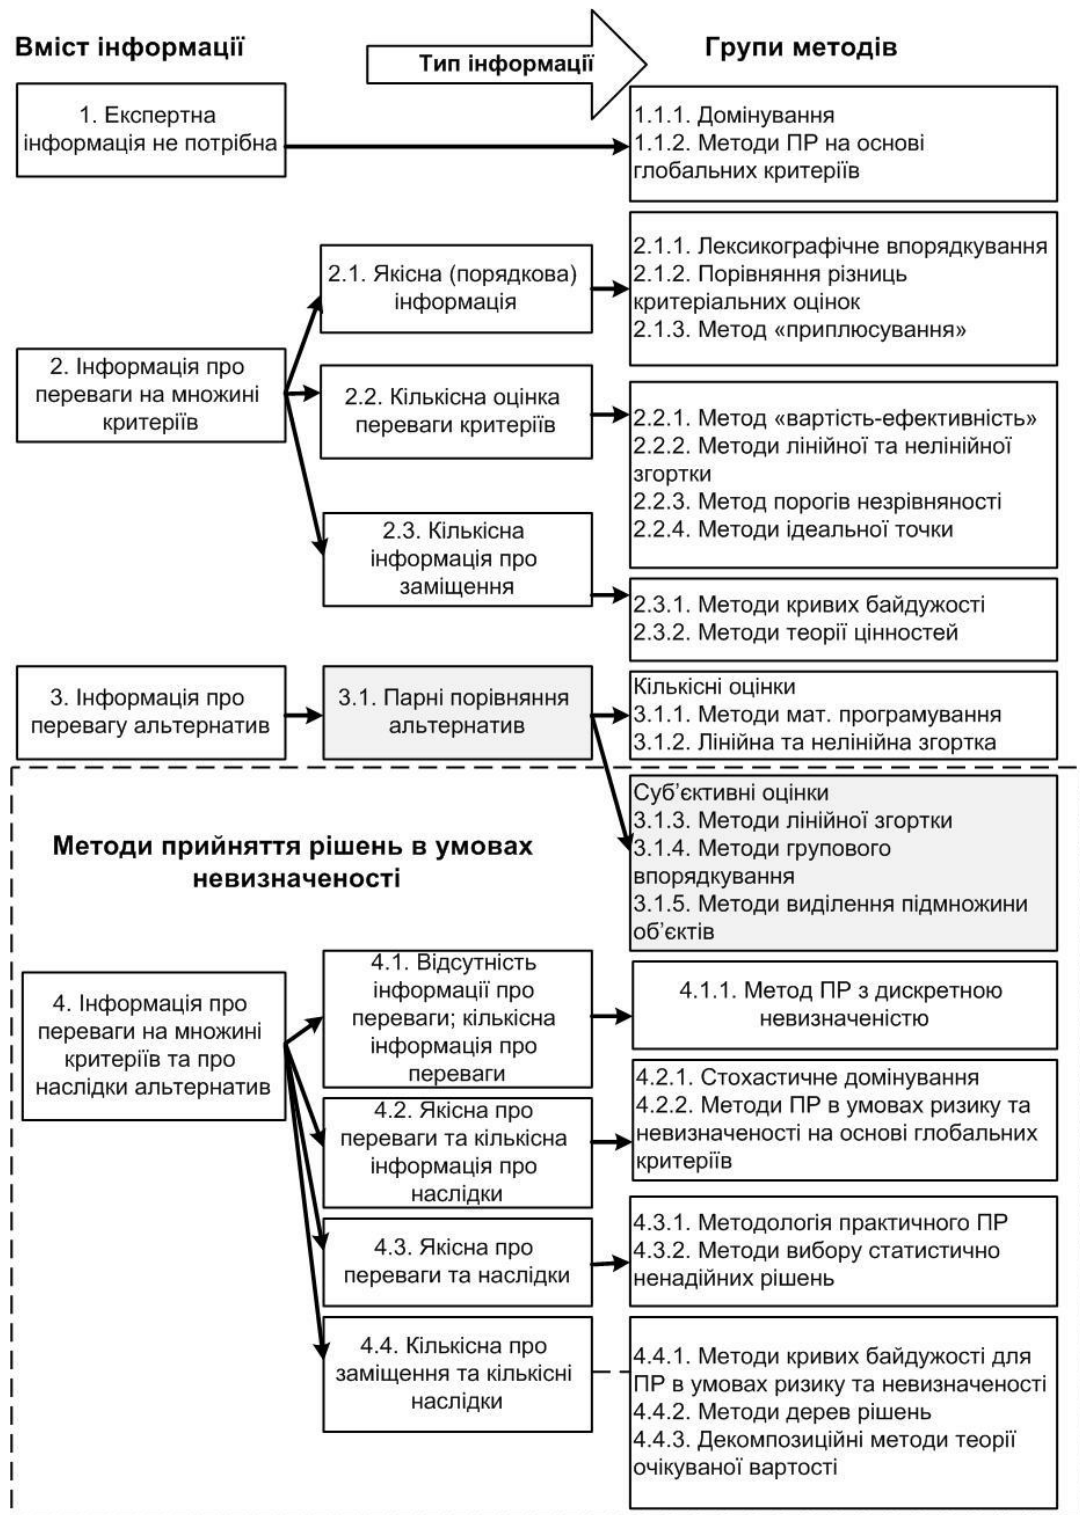 Вміст інформації
Тип інформації
Групи методів
1. Експертна
інформація не потрібна
1.1.1. Домінування
1.1.2. Методи ПР на основі
глобальних критеріїв
2. Інформація про
переваги на множині
критеріїв
2.1. Якісна (порядкова)
інформація
2.1.1. Лексикографічне впорядкування
2.1.2. Порівняння різниць
критеріальних оцінок
2.1.3. Метод «приплюсування»
2.2. Кількісна оцінка
переваги критеріїв
2.2.1. Метод «вартість-ефективність»
2.2.2. Методи лінійної та нелінійної
згортки
2.2.3. Метод порогів незрівняності
2.2.4. Методи ідеальної точки
2.3. Кількісна
інформація про
заміщення
2.3.1. Методи кривих байдужості
2.3.2. Методи теорії цінностей
3. Інформація про
перевагу альтернатив
3.1. Парні порівняння
альтернатив
Кількісні оцінки
3.1.1. Методи мат. програмування
3.1.2. Лінійна та нелінійна згортка
Суб’єктивні оцінки
3.1.3. Методи лінійної згортки
3.1.4. Методи групового
впорядкування
3.1.5. Методи виділення підмножини
об’єктів
Методи прийняття рішень в умовах
невизначеності
4. Інформація про
переваги на множині
критеріїв та про
наслідки альтернатив
4.1. Відсутність
інформації про
переваги; кількісна
інформація про
переваги
4.1.1. Метод ПР з дискретною
невизначеністю
4.2. Якісна про
переваги та кількісна
інформація про
наслідки
4.2.1. Стохастичне домінування
4.2.2. Методи ПР в умовах ризику та
невизначеності на основі глобальних
критеріїв
4.3. Якісна про
переваги та наслідки
4.3.1. Методологія практичного ПР
4.3.2. Методи вибору статистично
ненадійних рішень
4.4. Кількісна про
заміщення та кількісні
наслідки
4.4.1. Методи кривих байдужості для
ПР в умовах ризику та невизначеності
4.4.2. Методи дерев рішень
4.4.3. Декомпозиційні методи теорії
очікуваної вартості